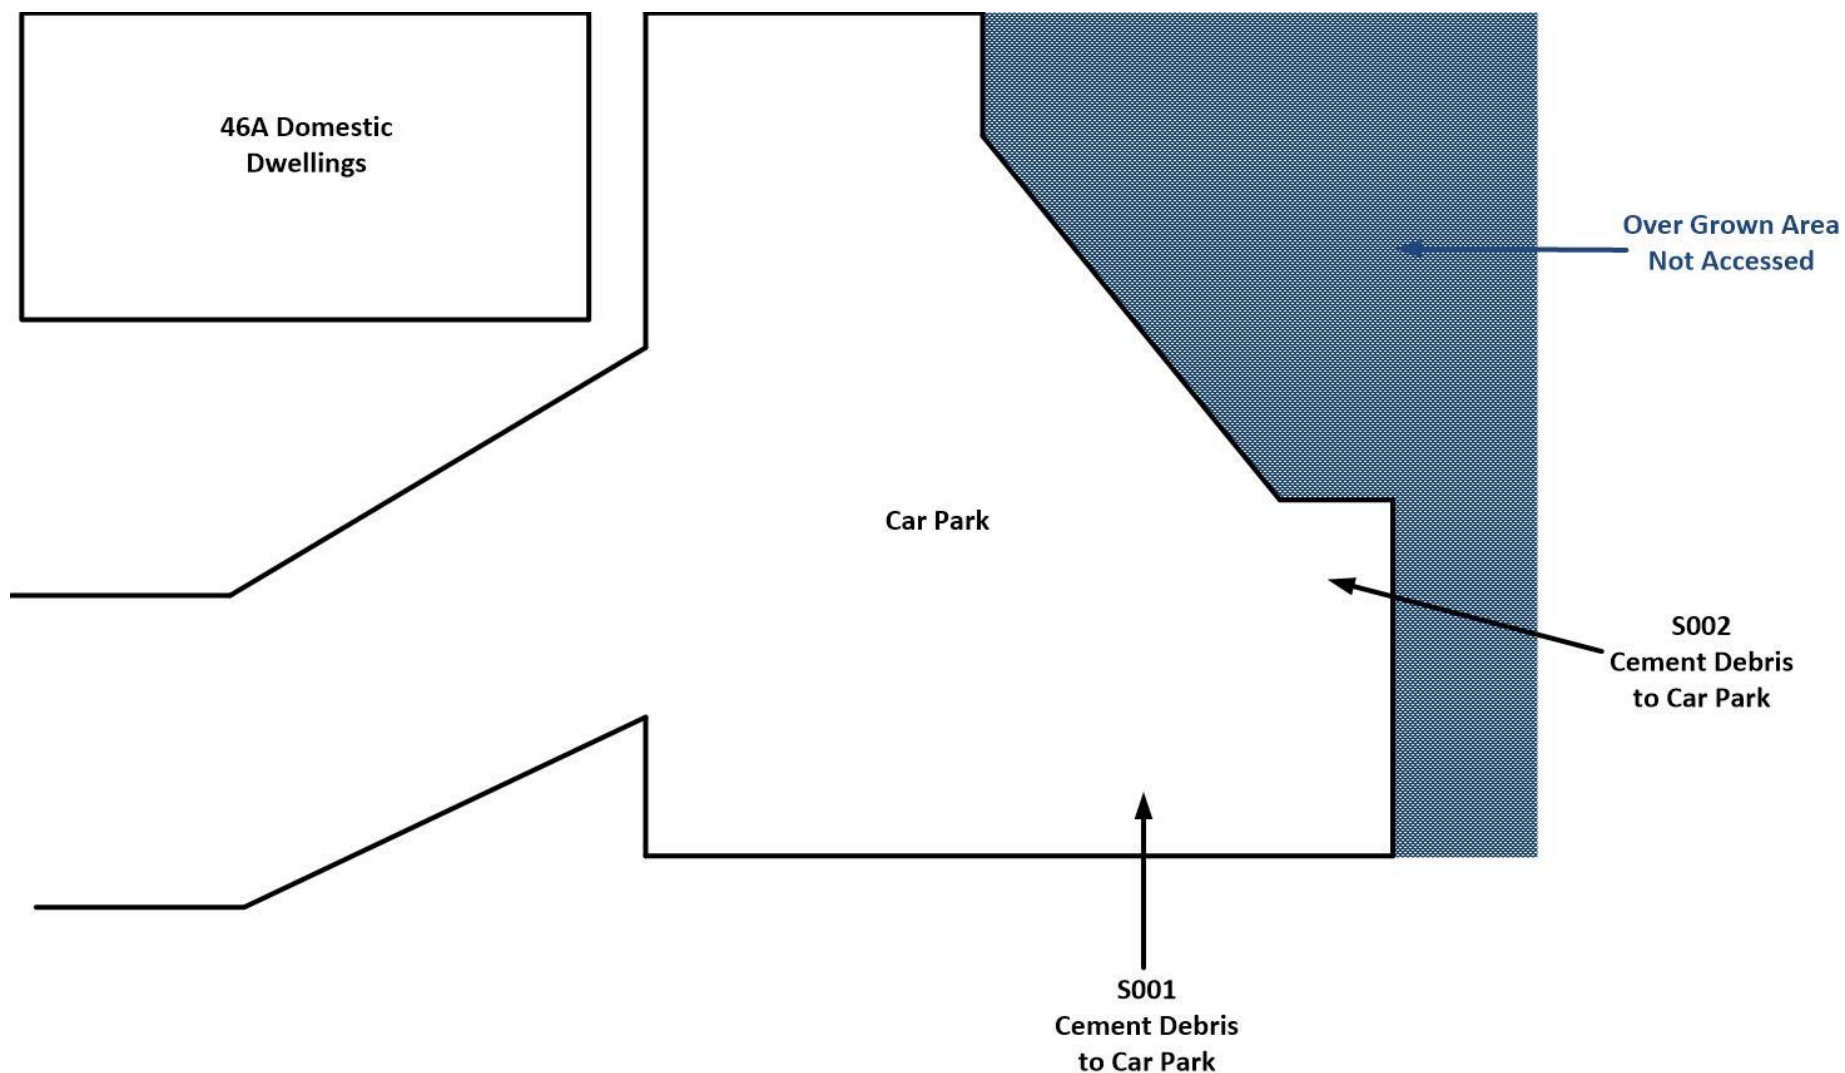 46A Domestic
Dwellings
Over Grown Area
Not Accessed
Car Park
S002
Cement Debris
to Car Park
S001
Cement Debris
to Car Park